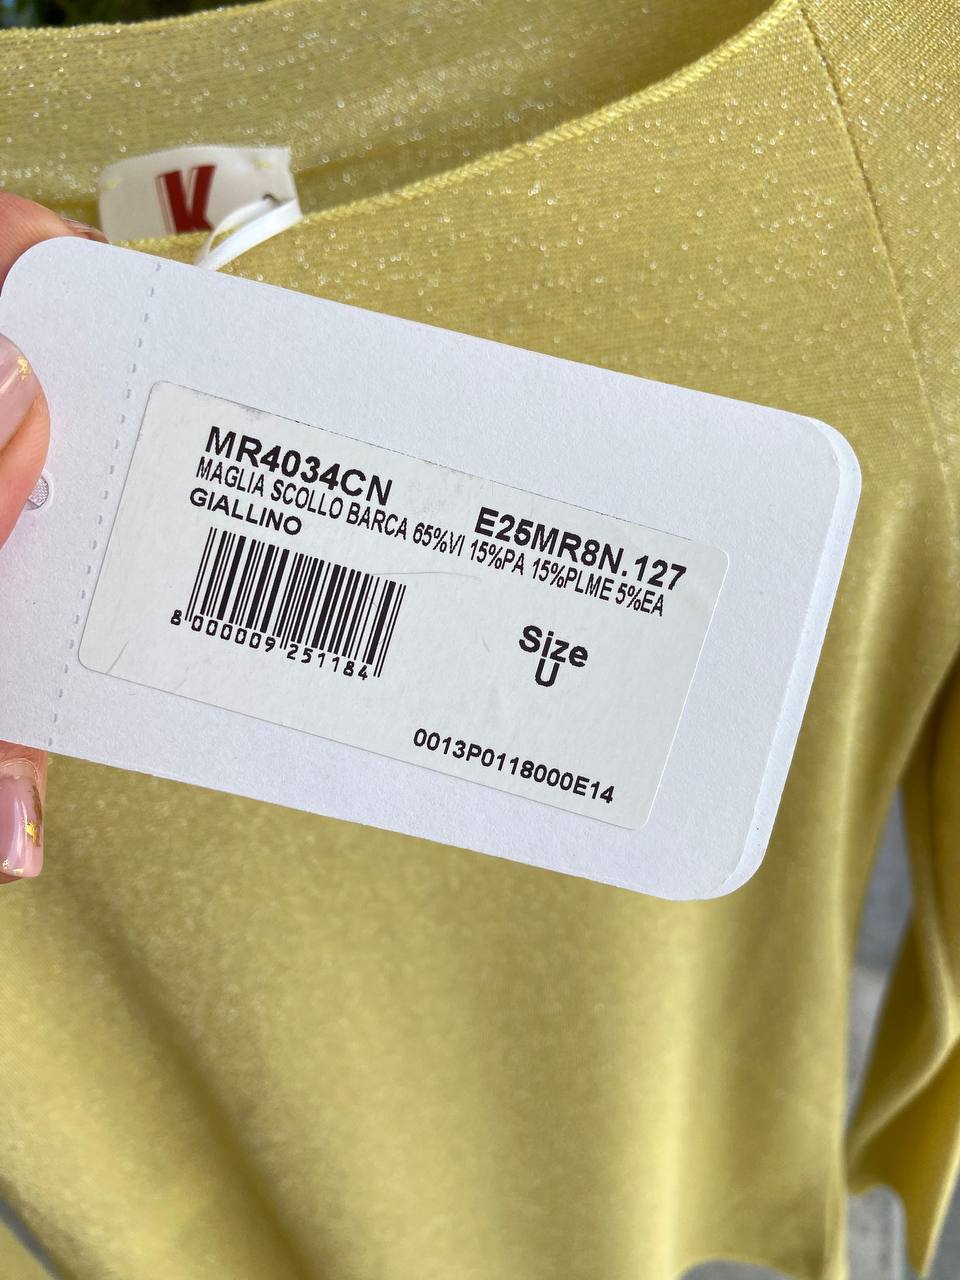 K
MR4034CN E25MR8N.127
MAGLIA SCOLLO BARCA 65%VI 15%PA 15%PLME 5%EA
GIALLINO
Size
U
8 000009 251184
0013P0118000E14